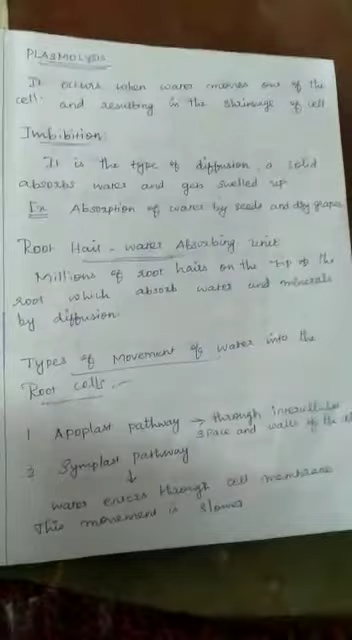 PLASMOLYSIS
It occurs when water moves out of the
cell. and resulting in the shrinkage of cell
Imbibition:
It is the type of diffusion a solid
absorbs water and gets swelled up
Ex Absorption of water by seeds and dry grapes
Root Hair - water Absorbing unit
Millions of root hairs on the tip of the
root which absorb water and minerals
by diffusion.
Types of Movement of water into the
Root cells.
1 Apoplast pathway → through intercellular
space and walls of the
2 Symplast pathway
↓
water enters through cell membrane
This movement is slower